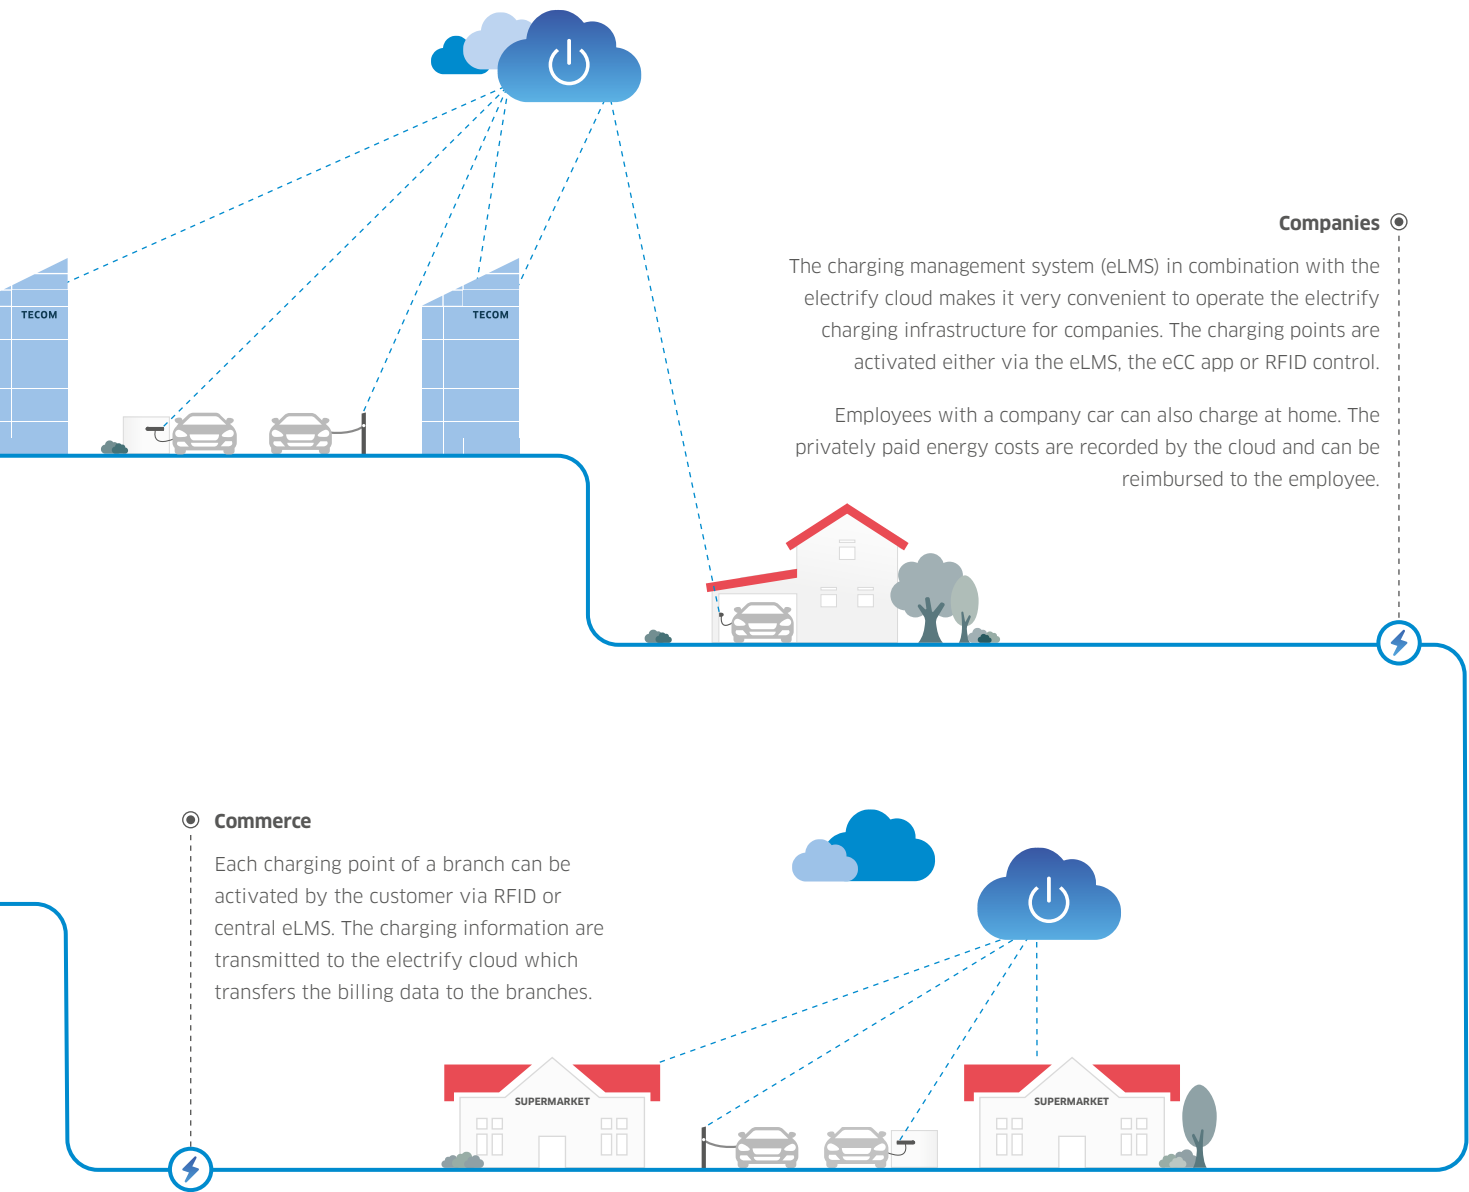 Companies
The charging management system (eLMS) in combination with the
electrify cloud makes it very convenient to operate the electrify
charging infrastructure for companies. The charging points are
activated either via the eLMS, the eCC app or RFID control.
Employees with a company car can also charge at home. The
privately paid energy costs are recorded by the cloud and can be
reimbursed to the employee.
TECOM
TECOM
Commerce
Each charging point of a branch can be
activated by the customer via RFID or
central eLMS. The charging information are
transmitted to the electrify cloud which
transfers the billing data to the branches.
SUPERMARKET
SUPERMARKET